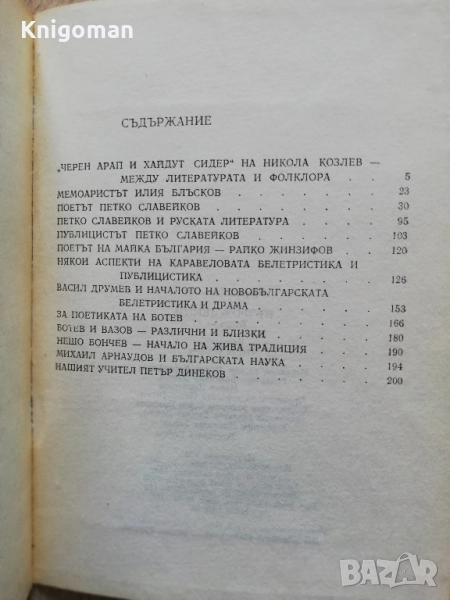 Knigoman
СЪДЪРЖАНИЕ
„ЧЕРЕН АРАП И ХАЙДУТ СИДЕР“ НА НИКОЛА КОЗЛЕВ —
МЕЖДУ ЛИТЕРАТУРАТА И ФОЛКЛОРА . . 5
МЕМОАРИСТЪТ ИЛИЯ БЛЪСКОВ . . . . . 23
ПОЕТЪТ ПЕТКО СЛАВЕЙКОВ . . . . . . 30
ПЕТКО СЛАВЕЙКОВ И РУСКАТА ЛИТЕРАТУРА . . . 95
ПУБЛИЦИСТЪТ ПЕТКО СЛАВЕЙКОВ . . . . 103
ПОЕТЪТ НА МАЙКА БЪЛГАРИЯ — РАЙКО ЖИНЗИФОВ . 120
НЯКОИ АСПЕКТИ НА КАРАВЕЛОВАТА БЕЛЕТРИСТИКА И
ПУБЛИЦИСТИКА . . . . . . 126
ВАСИЛ ДРУМЕВ И НАЧАЛОТО НА НОВОБЪЛГАРСКАТА
БЕЛЕТРИСТИКА И ДРАМА . . . . 153
ЗА ПОЕТИКАТА НА БОТЕВ . . . . . . 166
БОТЕВ И ВАЗОВ — РАЗЛИЧНИ И БЛИЗКИ . . . . 180
НЕШО БОНЧЕВ — НАЧАЛО НА ЖИВА ТРАДИЦИЯ . . 190
МИХАИЛ АРНАУДОВ И БЪЛГАРСКАТА НАУКА . . . 194
НАШИЯТ УЧИТЕЛ ПЕТЪР ДИНЕКОВ . . . . . 200
BAZAR